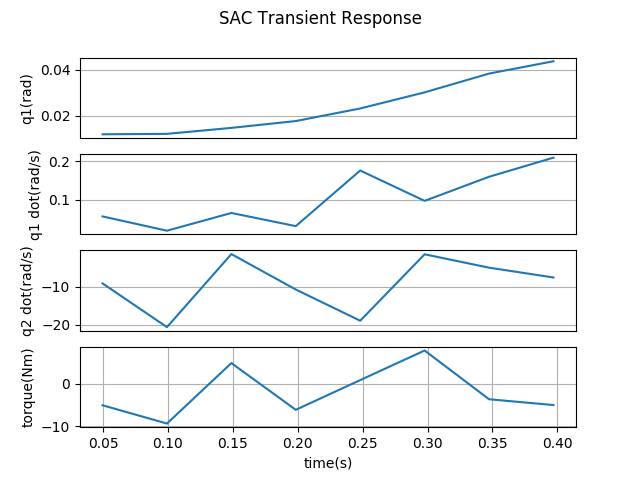 SAC Transient Response
0.04
0.02
q1(rad)
0.2
0.1
q1 dot(rad/s)
−10
−20
q2 dot(rad/s)
0
−10
torque(Nm)
0.05 0.10 0.15 0.20 0.25 0.30 0.35 0.40
time(s)